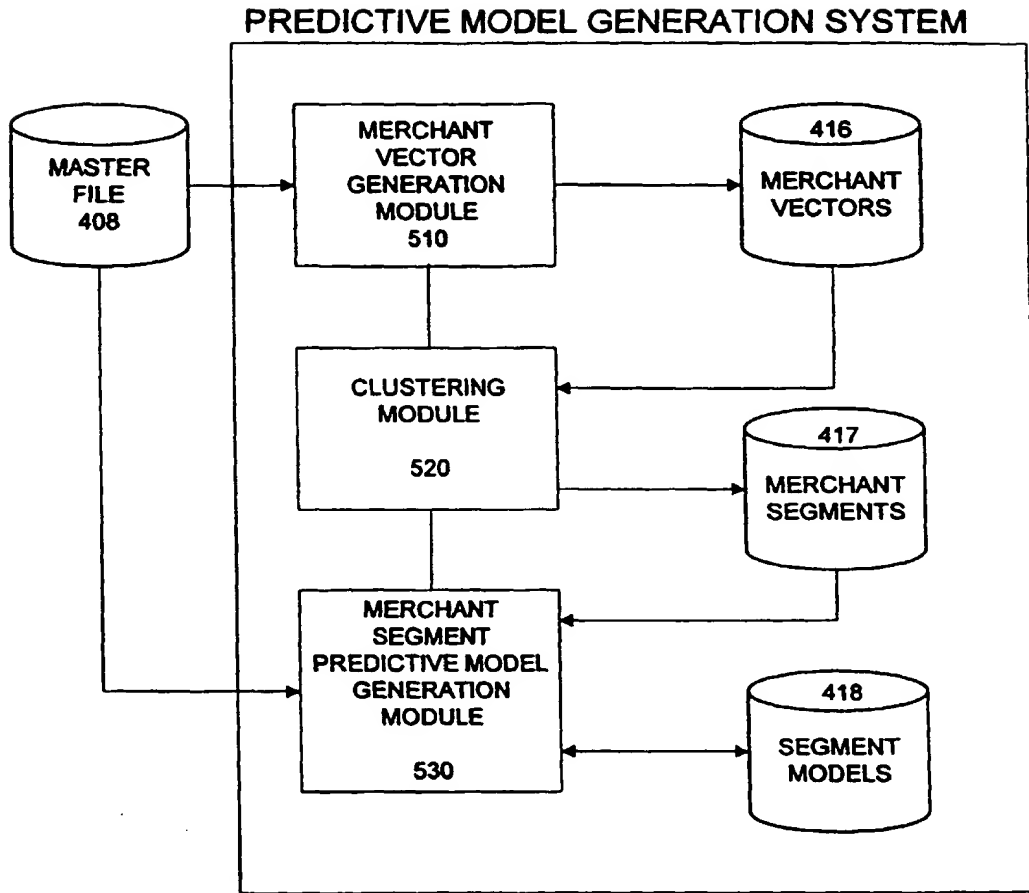 PREDICTIVE MODEL GENERATION SYSTEM
MASTER
FILE
408
MERCHANT
VECTOR
GENERATION
MODULE
510
416
MERCHANT
VECTORS
CLUSTERING
MODULE
520
417
MERCHANT
SEGMENTS
MERCHANT
SEGMENT
PREDICTIVE MODEL
GENERATION
MODULE
530
418
SEGMENT
MODELS